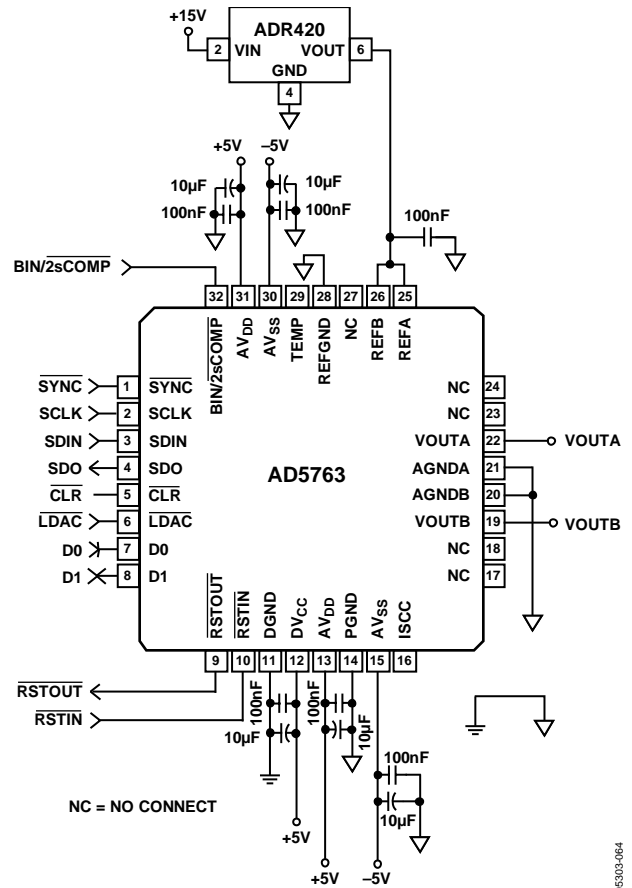 +15V
ADR420
2 VIN VOUT 6
GND
4
+5V –5V
10µF 10µF
100nF 100nF
100nF
BIN/2sCOMP
32 31 30 29 28 27 26 25
BIN/2sCOMP AVDD AVSS TEMP REFGND NC REFB REFA
SYNC 1 SYNC
SCLK 2 SCLK
SDIN 3 SDIN
SDO 4 SDO
CLR 5 CLR
LDAC 6 LDAC
D0 7 D0
D1 8 D1
AD5763
NC 24
NC 23
VOUTA 22 VOUTA
AGNDA 21
AGNDB 20
VOUTB 19 VOUTB
NC 18
NC 17
RSTOUT RSTIN DGND DVCC AVDD PGND AVSS ISCC
9 10 11 12 13 14 15 16
RSTOUT
RSTIN
100nF 100nF
10µF 10µF
100nF
10µF
NC = NO CONNECT
+5V
+5V –5V
05303-064